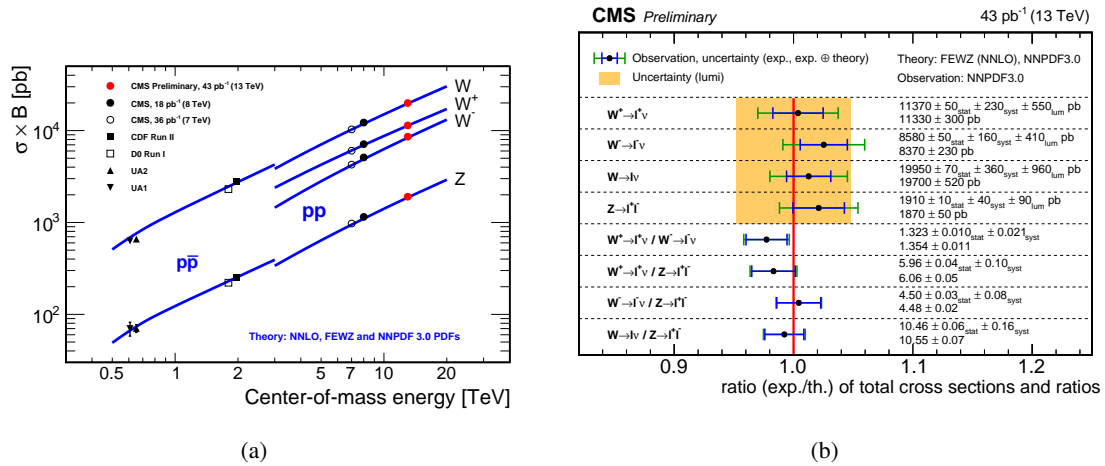 CMS Preliminary
43 pb⁻¹ (13 TeV)
σ × B [pb]
10⁴
10³
10²
CMS Preliminary, 43 pb⁻¹ (13 TeV)
CMS, 18 pb⁻¹ (8 TeV)
CMS, 36 pb⁻¹ (7 TeV)
CDF Run II
D0 Run I
UA2
UA1
W
W⁺
W⁻
Z
pp
pp̅
Theory: NNLO, FEWZ and NNPDF 3.0 PDFs
0.5 1 2 5 10 20
Center-of-mass energy [TeV]
(a)
Observation, uncertainty (exp., exp. ⊕ theory)
Uncertainty (lumi)
Theory: FEWZ (NNLO), NNPDF3.0
Observation: NNPDF3.0
W⁺→l⁺ν
11370 ± 50stat ± 230syst ± 550lum pb
11330 ± 300 pb
W⁻→l⁻ν
8580 ± 50stat ± 160syst ± 410lum pb
8370 ± 230 pb
W→lν
19950 ± 70stat ± 360syst ± 960lum pb
19700 ± 520 pb
Z→l⁺l⁻
1910 ± 10stat ± 40syst ± 90lum pb
1870 ± 50 pb
W⁺→l⁺ν / W⁻→l⁻ν
1.323 ± 0.010stat ± 0.021syst
1.354 ± 0.011
W⁺→l⁺ν / Z→l⁺l⁻
5.96 ± 0.04stat ± 0.10syst
6.06 ± 0.05
W⁻→l⁻ν / Z→l⁺l⁻
4.50 ± 0.03stat ± 0.08syst
4.48 ± 0.02
W→lν / Z→l⁺l⁻
10.46 ± 0.06stat ± 0.16syst
10.55 ± 0.07
0.9 1.0 1.1 1.2
ratio (exp./th.) of total cross sections and ratios
(b)